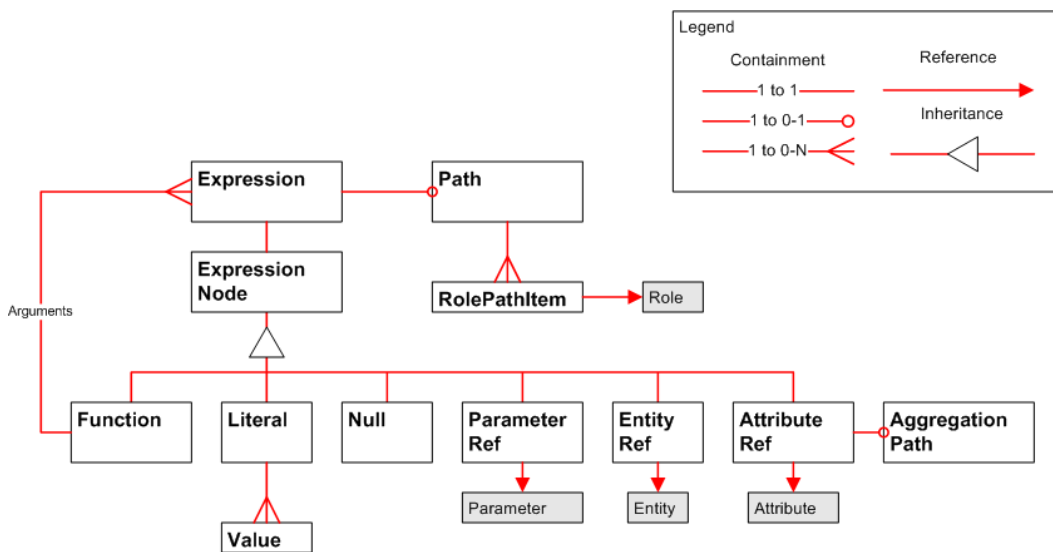 Legend
Containment
Reference
1 to 1
1 to 0-1
Inheritance
1 to 0-N
Expression
Path
Expression
Node
RolePathItem
Role
Arguments
Function
Literal
Null
Parameter
Ref
Entity
Ref
Attribute
Ref
Aggregation
Path
Parameter
Entity
Attribute
Value